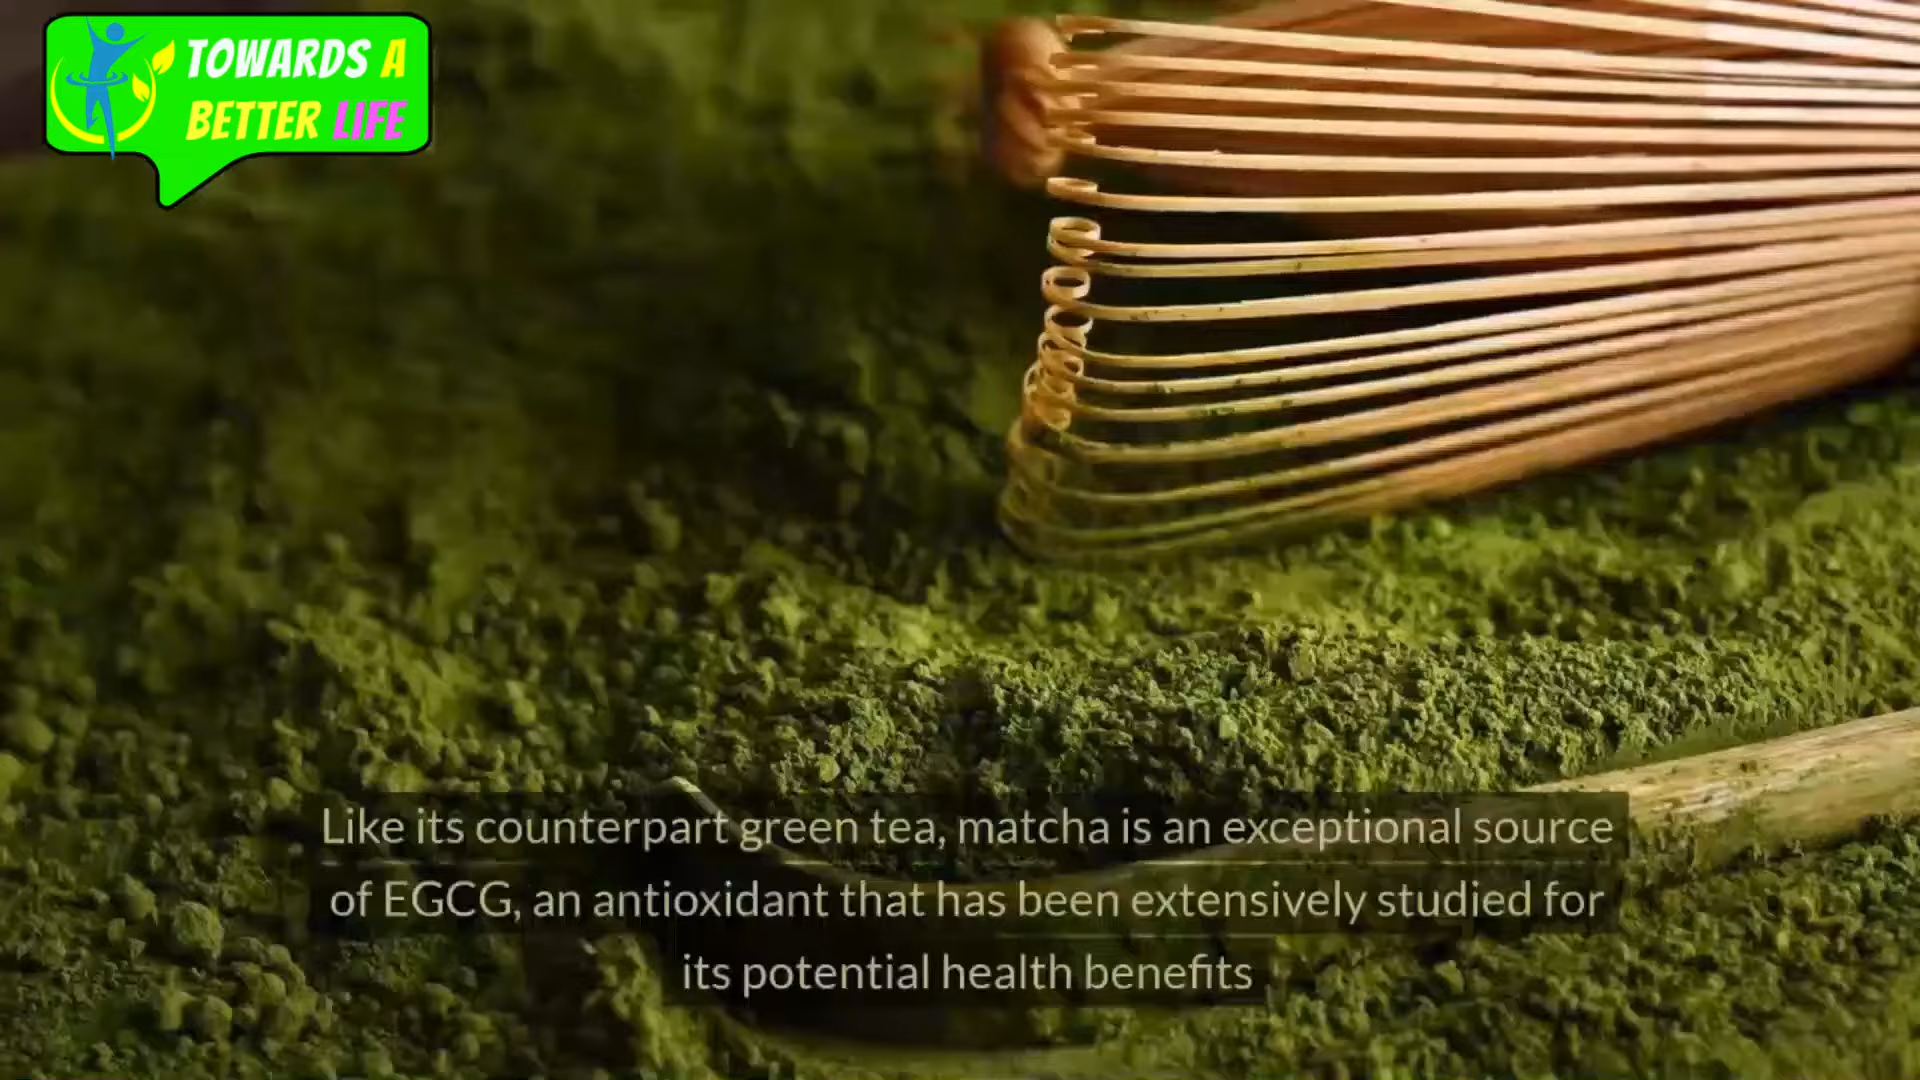 TOWARDS A
BETTER LIFE
Like its counterpart green tea, matcha is an exceptional source
of EGCG, an antioxidant that has been extensively studied for
its potential health benefits